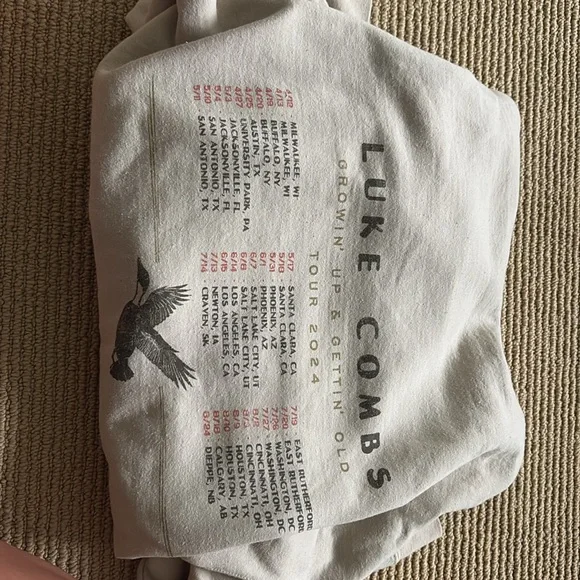 LUKE COMBS
GROWIN' UP & GETTIN' OLD
TOUR 2024
4/12 · MILWAUKEE, WI
4/13 · MILWAUKEE, WI
4/19 · BUFFALO, NY
4/20 · BUFFALO, NY
4/25 · AUSTIN, TX
4/27 · UNIVERSITY PARK, PA
5/3 · JACKSONVILLE, FL
5/4 · JACKSONVILLE, FL
5/10 · SAN ANTONIO, TX
5/11 · SAN ANTONIO, TX
5/17 · SANTA CLARA, CA
5/18 · SANTA CLARA, CA
5/31 · PHOENIX, AZ
6/1 · PHOENIX, AZ
6/7 · SALT LAKE CITY, UT
6/8 · SALT LAKE CITY, UT
6/14 · LOS ANGELES, CA
6/15 · LOS ANGELES, CA
7/13 · NEWTON, IA
7/14 · CRAVEN, SK
7/19 · EAST RUTHERFORD
7/20 · EAST RUTHERFORD
7/26 · WASHINGTON, DC
7/27 · WASHINGTON, DC
8/2 · CINCINNATI, OH
8/3 · CINCINNATI, OH
8/9 · HOUSTON, TX
8/10 · HOUSTON, TX
8/18 · CALGARY, AB
8/24 · DIEPPE, NB